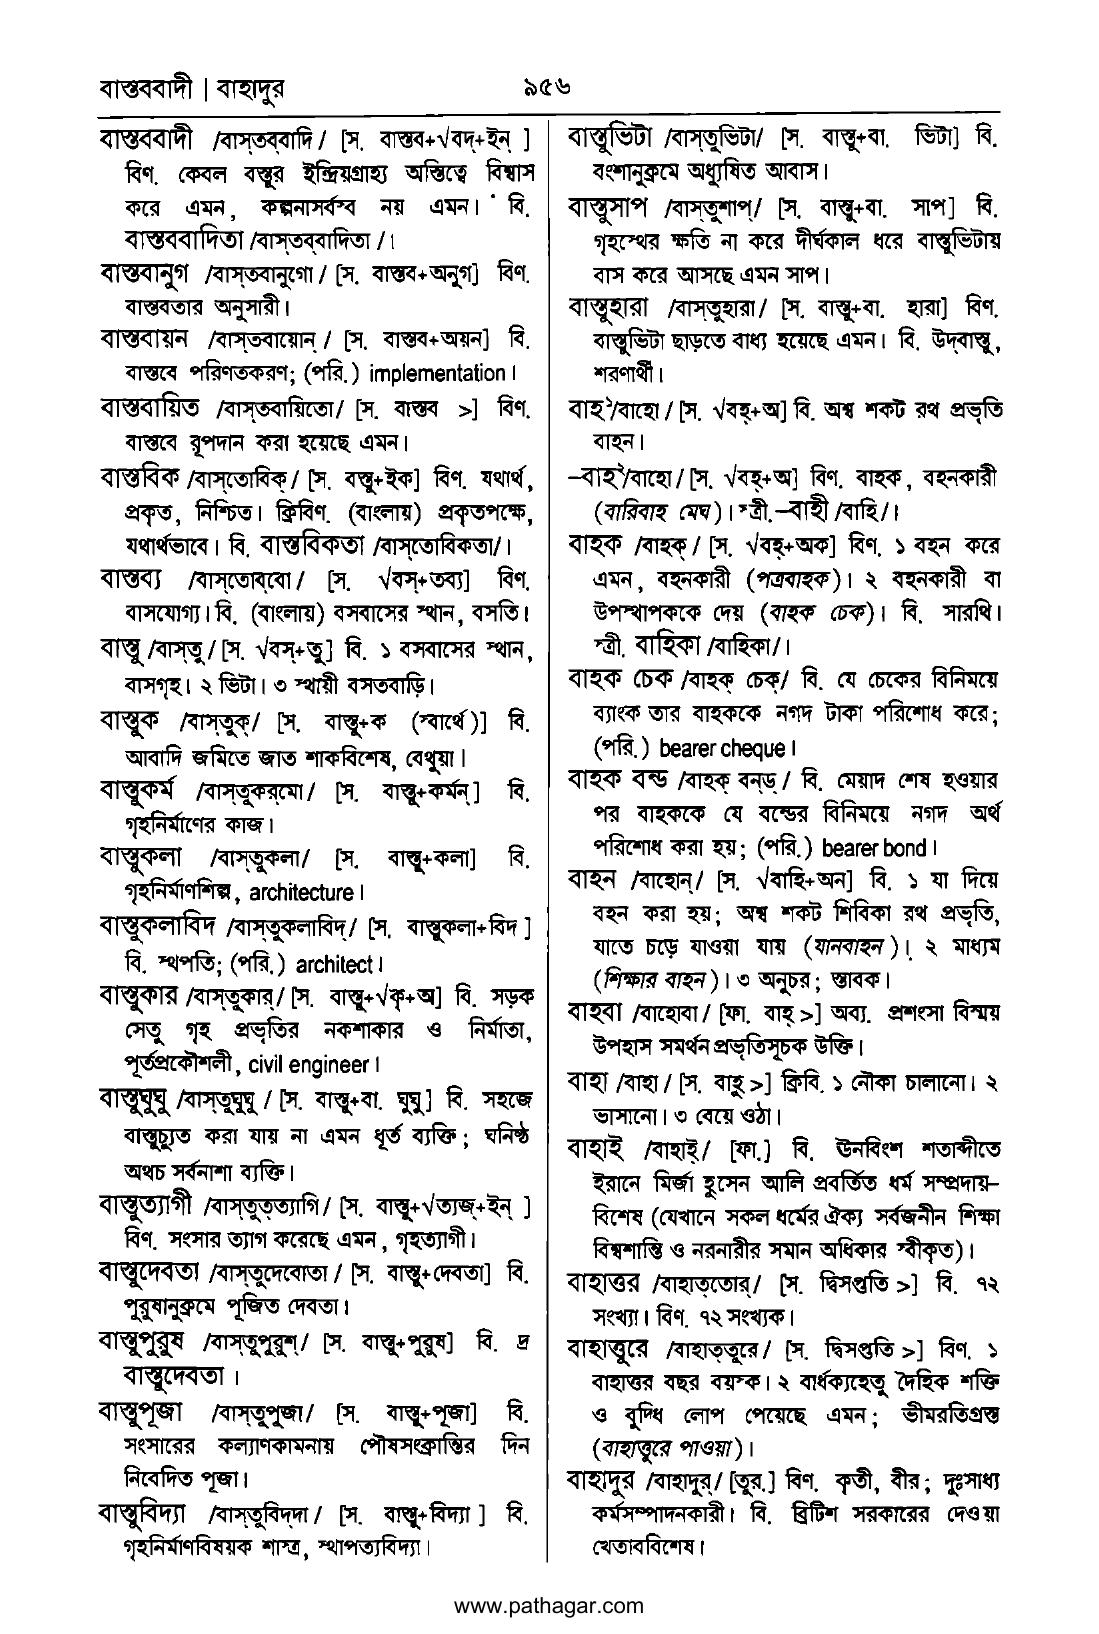 বাস্তববাদী | বাহাদুর
৯৫৬
বাস্তববাদী /বাস্‌তব্‌বাদি/ [স. বাস্তব+√বদ্‌+ইন্‌ ]
বিণ. কেবল বস্তুর ইন্দ্রিয়গ্রাহ্য অস্তিত্বে বিশ্বাস
করে এমন, কল্পনাসর্বস্ব নয় এমন। বি.
বাস্তববাদিতা /বাস্‌তব্‌বাদিতা /।
বাস্তবানুগ /বাস্‌তবানুগো/ [স. বাস্তব+অনুগ] বিণ.
বাস্তবতার অনুসারী।
বাস্তবায়ন /বাস্‌তবায়োন্‌/ [স. বাস্তব+অয়ন] বি.
বাস্তবে পরিণতকরণ; (পরি.) implementation।
বাস্তবায়িত /বাস্‌তবায়িতো/ [স. বাস্তব >] বিণ.
বাস্তবে রূপদান করা হয়েছে এমন।
বাস্তবিক /বাস্‌তোবিক্‌/ [স. বস্তু+ইক] বিণ. যথার্থ,
প্রকৃত, নিশ্চিত। ক্রিবিণ. (বাংলায়) প্রকৃতপক্ষে,
যথার্থভাবে। বি. বাস্তবিকতা /বাস্‌তোবিকতা/।
বাস্তব্য /বাস্‌তোব্‌বো/ [স. √বস্‌+তব্য] বিণ.
বাসযোগ্য। বি. (বাংলায়) বসবাসের স্থান, বসতি।
বাস্তু /বাস্‌তু/ [স. √বস্‌+তু] বি. ১ বসবাসের স্থান,
বাসগৃহ। ২ ভিটা। ৩ স্থায়ী বসতবাড়ি।
বাস্তুক /বাস্‌তুক্‌/ [স. বাস্তু+ক (স্বার্থে)] বি.
আবাদি জমিতে জাত শাকবিশেষ, বেথুয়া।
বাস্তুকর্ম /বাস্‌তুকর্‌মো/ [স. বাস্তু+কর্মন্‌] বি.
গৃহনির্মাণের কাজ।
বাস্তুকলা /বাস্‌তুকলা/ [স. বাস্তু+কলা] বি.
গৃহনির্মাণশিল্প, architecture।
বাস্তুকলাবিদ /বাস্‌তুকলাবিদ্‌/ [স. বাস্তুকলা+বিদ ]
বি. স্থপতি; (পরি.) architect।
বাস্তুকার /বাস্‌তুকার্‌/ [স. বাস্তু+√কৃ+অ] বি. সড়ক
সেতু গৃহ প্রভৃতির নকশাকার ও নির্মাতা,
পূর্তপ্রকৌশলী, civil engineer।
বাস্তুঘুঘু /বাস্‌তুঘুঘু/ [স. বাস্তু+বা. ঘুঘু] বি. সহজে
বাস্তুচ্যুত করা যায় না এমন ধূর্ত ব্যক্তি; ঘনিষ্ঠ
অথচ সর্বনাশা ব্যক্তি।
বাস্তুত্যাগী /বাস্‌তুত্‌ত্যাগি/ [স. বাস্তু+√ত্যজ্‌+ইন্‌ ]
বিণ. সংসার ত্যাগ করেছে এমন, গৃহত্যাগী।
বাস্তুদেবতা /বাস্‌তুদেবোতা/ [স. বাস্তু+দেবতা] বি.
পুরুষানুক্রমে পূজিত দেবতা।
বাস্তুপুরুষ /বাস্‌তুপুরুশ্‌/ [স. বাস্তু+পুরুষ] বি. দ্র
বাস্তুদেবতা।
বাস্তুপূজা /বাস্‌তুপুজা/ [স. বাস্তু+পূজা] বি.
সংসারের কল্যাণকামনায় পৌষসংক্রান্তির দিন
নিবেদিত পূজা।
বাস্তুবিদ্যা /বাস্‌তুবিদ্‌দা/ [স. বাস্তু+বিদ্যা ] বি.
গৃহনির্মাণবিষয়ক শাস্ত্র, স্থাপত্যবিদ্যা।
বাস্তুভিটা /বাস্‌তুভিটা/ [স. বাস্তু+বা. ভিটা] বি.
বংশানুক্রমে অধ্যুষিত আবাস।
বাস্তুসাপ /বাস্‌তুশাপ্‌/ [স. বাস্তু+বা. সাপ] বি.
গৃহস্থের ক্ষতি না করে দীর্ঘকাল ধরে বাস্তুভিটায়
বাস করে আসছে এমন সাপ।
বাস্তুহারা /বাস্‌তুহারা/ [স. বাস্তু+বা. হারা] বিণ.
বাস্তুভিটা ছাড়তে বাধ্য হয়েছে এমন। বি. উদ্‌বাস্তু,
শরণার্থী।
বাহ১/বাহো/ [স. √বহ্‌+অ] বি. অশ্ব শকট রথ প্রভৃতি
বাহন।
–বাহ২/বাহো/ [স. √বহ্‌+অ] বিণ. বাহক, বহনকারী
(বারিবাহ মেঘ)। স্ত্রী.–বাহী /বাহি/।
বাহক /বাহক্‌/ [স. √বহ্‌+অক] বিণ. ১ বহন করে
এমন, বহনকারী (পত্রবাহক)। ২ বহনকারী বা
উপস্থাপককে দেয় (বাহক চেক)। বি. সারথি।
স্ত্রী. বাহিকা /বাহিকা/।
বাহক চেক /বাহক্‌ চেক্‌/ বি. যে চেকের বিনিময়ে
ব্যাংক তার বাহককে নগদ টাকা পরিশোধ করে;
(পরি.) bearer cheque।
বাহক বন্ড /বাহক্‌ বন্‌ড্‌/ বি. মেয়াদ শেষ হওয়ার
পর বাহককে যে বন্ডের বিনিময়ে নগদ অর্থ
পরিশোধ করা হয়; (পরি.) bearer bond।
বাহন /বাহোন্‌/ [স. √বাহি+অন] বি. ১ যা দিয়ে
বহন করা হয়; অশ্ব শকট শিবিকা রথ প্রভৃতি,
যাতে চড়ে যাওয়া যায় (যানবাহন)। ২ মাধ্যম
(শিক্ষার বাহন)। ৩ অনুচর; স্তাবক।
বাহবা /বাহোবা/ [ফা. বাহ্‌ >] অব্য. প্রশংসা বিস্ময়
উপহাস সমর্থন প্রভৃতিসূচক উক্তি।
বাহা /বাহা/ [স. বাহু >] ক্রিবি. ১ নৌকা চালানো। ২
ভাসানো। ৩ বেয়ে ওঠা।
বাহাই /বাহাই্‌/ [ফা.] বি. ঊনবিংশ শতাব্দীতে
ইরানে মির্জা হুসেন আলি প্রবর্তিত ধর্ম সম্প্রদায়–
বিশেষ (যেখানে সকল ধর্মের ঐক্য সর্বজনীন শিক্ষা
বিশ্বশান্তি ও নরনারীর সমান অধিকার স্বীকৃত)।
বাহাত্তর /বাহাত্‌তোর্‌/ [স. দ্বিসপ্ততি >] বি. ৭২
সংখ্যা। বিণ. ৭২ সংখ্যক।
বাহাত্তুরে /বাহাত্‌তুরে/ [স. দ্বিসপ্ততি >] বিণ. ১
বাহাত্তর বছর বয়স্ক। ২ বার্ধক্যহেতু দৈহিক শক্তি
ও বুদ্ধি লোপ পেয়েছে এমন; ভীমরতিগ্রস্ত
(বাহাত্তুরে পাওয়া)।
বাহাদুর /বাহাদুর্‌/ [তুর.] বিণ. কৃতী, বীর; দুঃসাধ্য
কর্মসম্পাদনকারী। বি. ব্রিটিশ সরকারের দেওয়া
খেতাববিশেষ।
www.pathagar.com